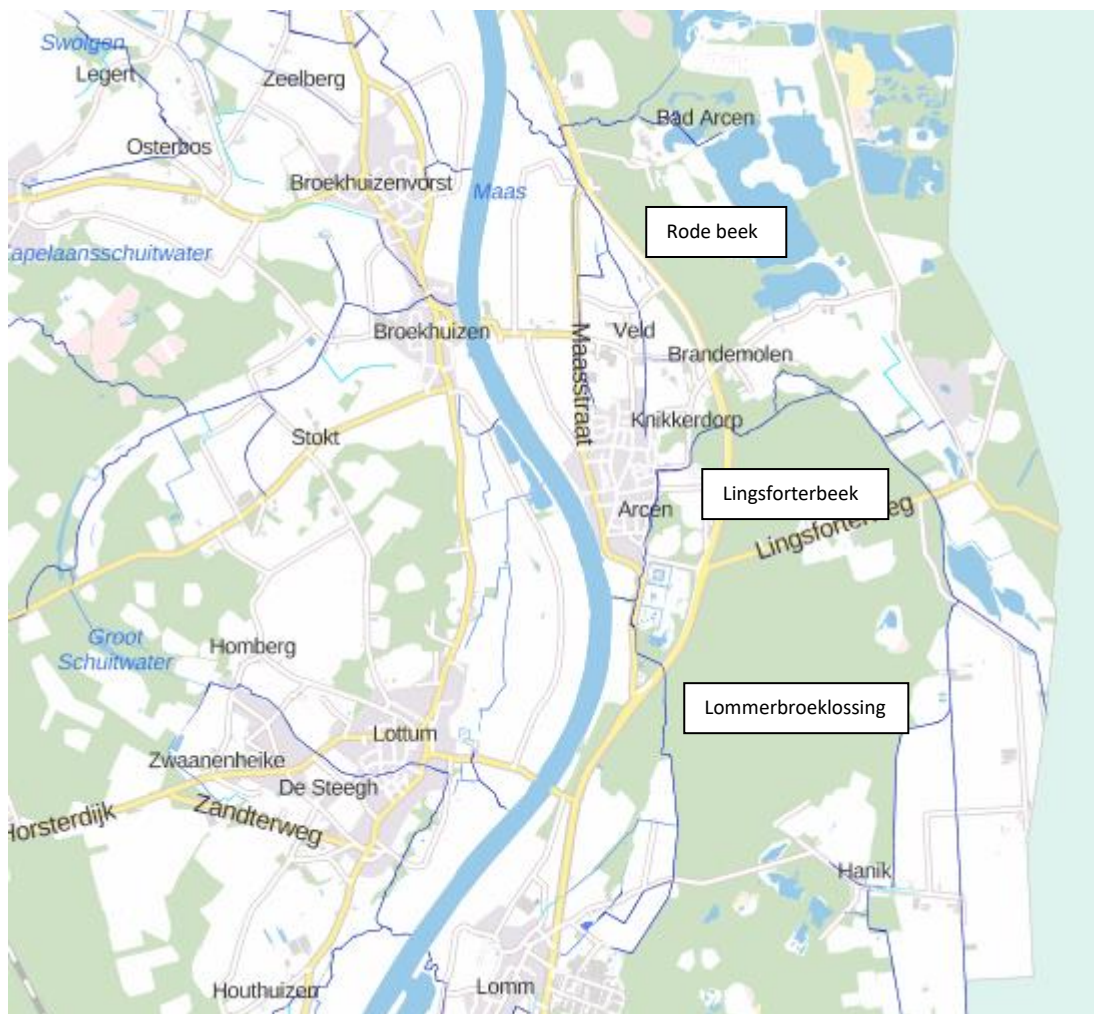 Swolgen
Legert
Zeelberg
Bad Arcen
Osterbos
Broekhuizenvorst
Maas
Rode beek
apelaansschuitwater
Broekhuizen
Maasstraat
Veld
Brandemolen
Knikkerdorp
Stokt
Lingsforterbeek
Arcen
Lingsforterweg
Groot
Schuitwater
Homberg
Lommerbroeklossing
Lottum
Zwaanenheike
De Steegh
Horsterdijk
Zandterweg
Hanik
Houthuizen
Lomm